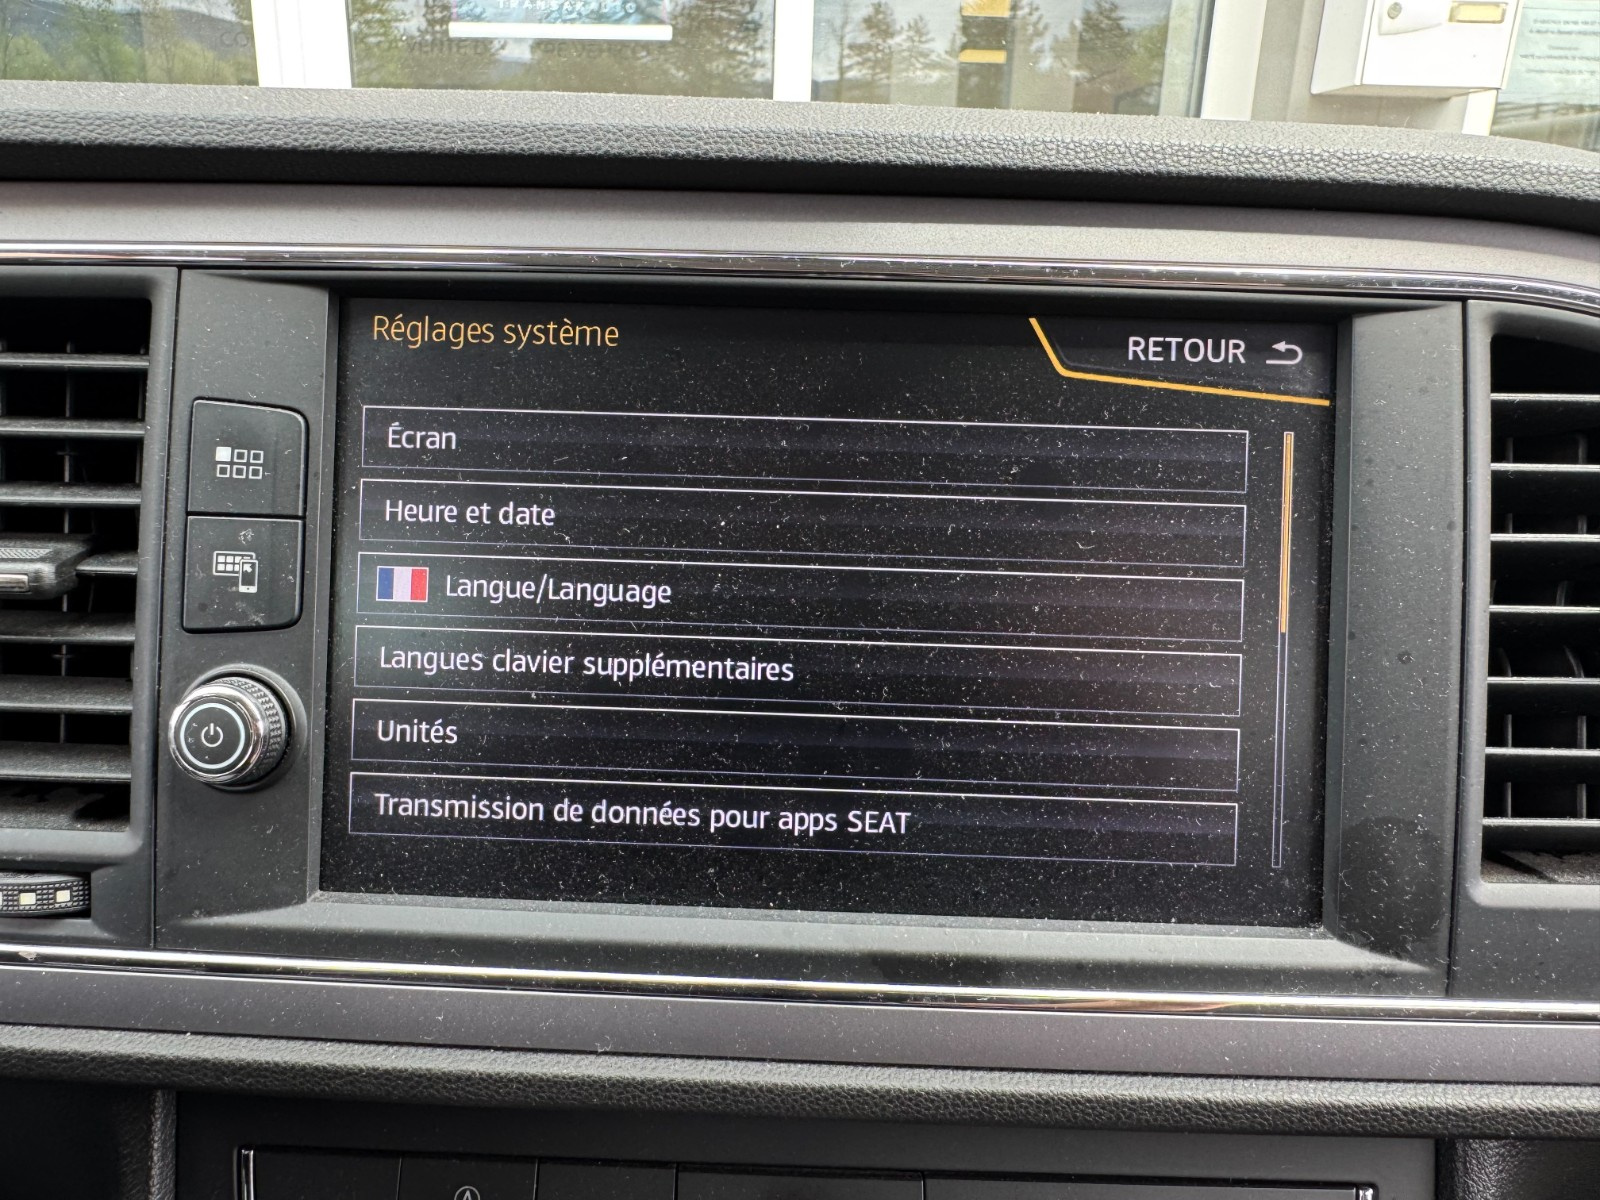 TRANSAKAUTO
Réglages système
RETOUR
Écran
Heure et date
Langue/Language
Langues clavier supplémentaires
Unités
Transmission de données pour apps SEAT